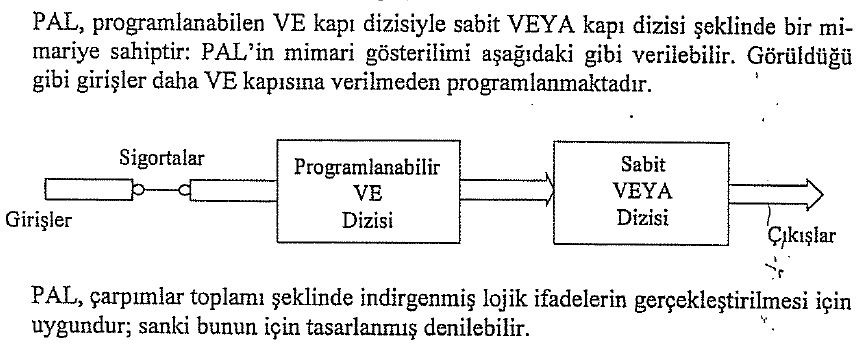 PAL, programlanabilen VE kapı dizisiyle sabit VEYA kapı dizisi şeklinde bir mi-
mariye sahiptir: PAL'in mimari gösterilimi aşağıdaki gibi verilebilir. Görüldüğü
gibi girişler daha VE kapısına verilmeden programlanmaktadır.
Sigortalar
Girişler
Programlanabilir
VE
Dizisi
Sabit
VEYA
Dizisi
Çıkışlar
PAL, çarpımlar toplamı şeklinde indirgenmiş lojik ifadelerin gerçekleştirilmesi için
uygundur; sanki bunun için tasarlanmış denilebilir.